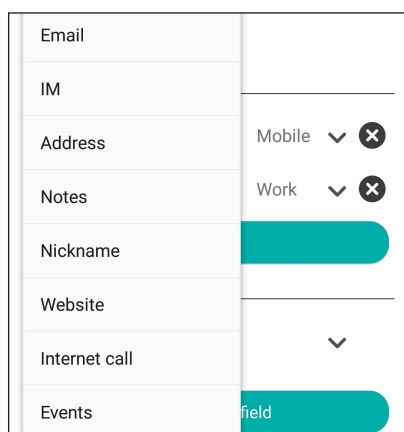 Email
IM
Address
Mobile
Notes
Work
Nickname
Website
Internet call
Events
field